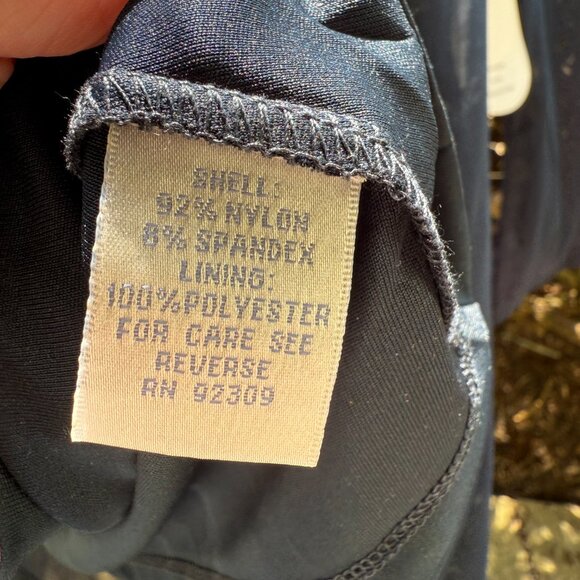 SHELL:
92% NYLON
8% SPANDEX
LINING:
100% POLYESTER
FOR CARE SEE
REVERSE
RN 92309